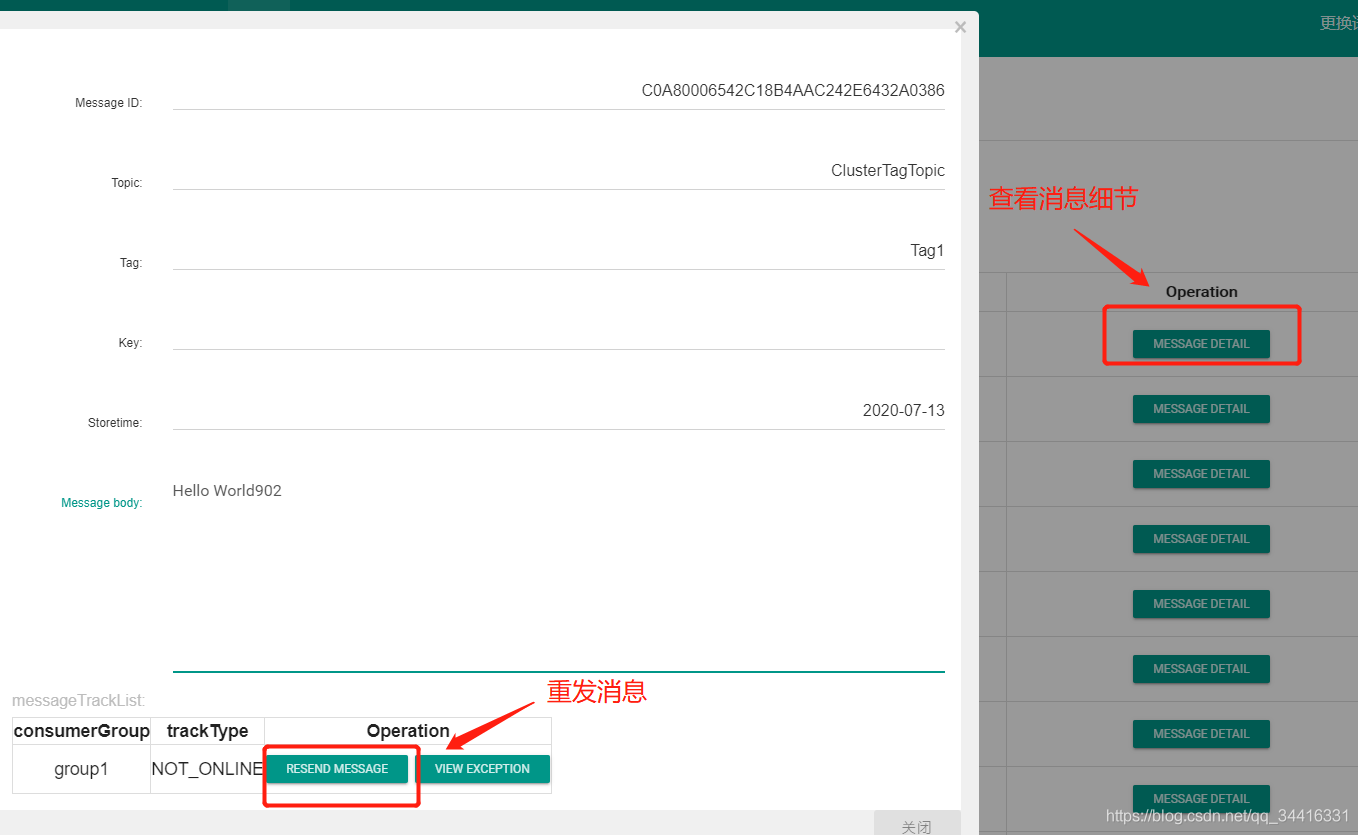 更换
×
Message ID:
C0A80006542C18B4AAC242E6432A0386
Topic:
ClusterTagTopic
Tag:
Tag1
Key:
Storetime:
2020-07-13
Message body:
Hello World902
messageTrackList:
consumerGroup trackType Operation
group1 NOT_ONLINE RESEND MESSAGE VIEW EXCEPTION
重发消息
关闭
查看消息细节
Operation
MESSAGE DETAIL
MESSAGE DETAIL
MESSAGE DETAIL
MESSAGE DETAIL
MESSAGE DETAIL
MESSAGE DETAIL
MESSAGE DETAIL
MESSAGE DETAIL
https://blog.csdn.net/qq_34416331